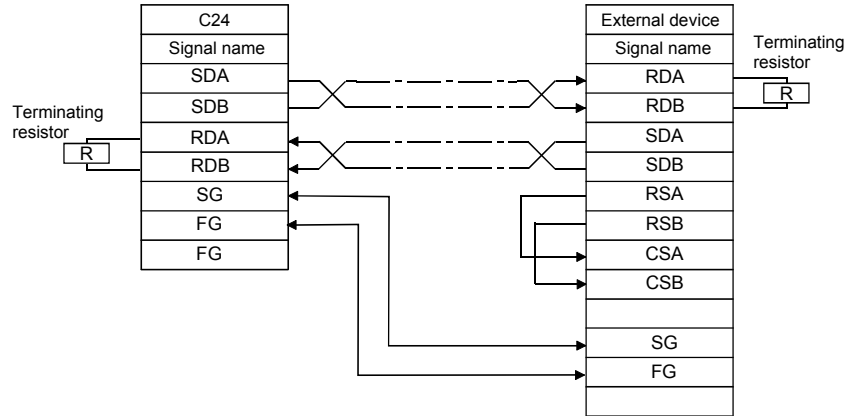 C24
Signal name
SDA
SDB
RDA
RDB
SG
FG
FG
Terminating
resistor
R
External device
Signal name
RDA
RDB
SDA
SDB
RSA
RSB
CSA
CSB
SG
FG
Terminating
resistor
R